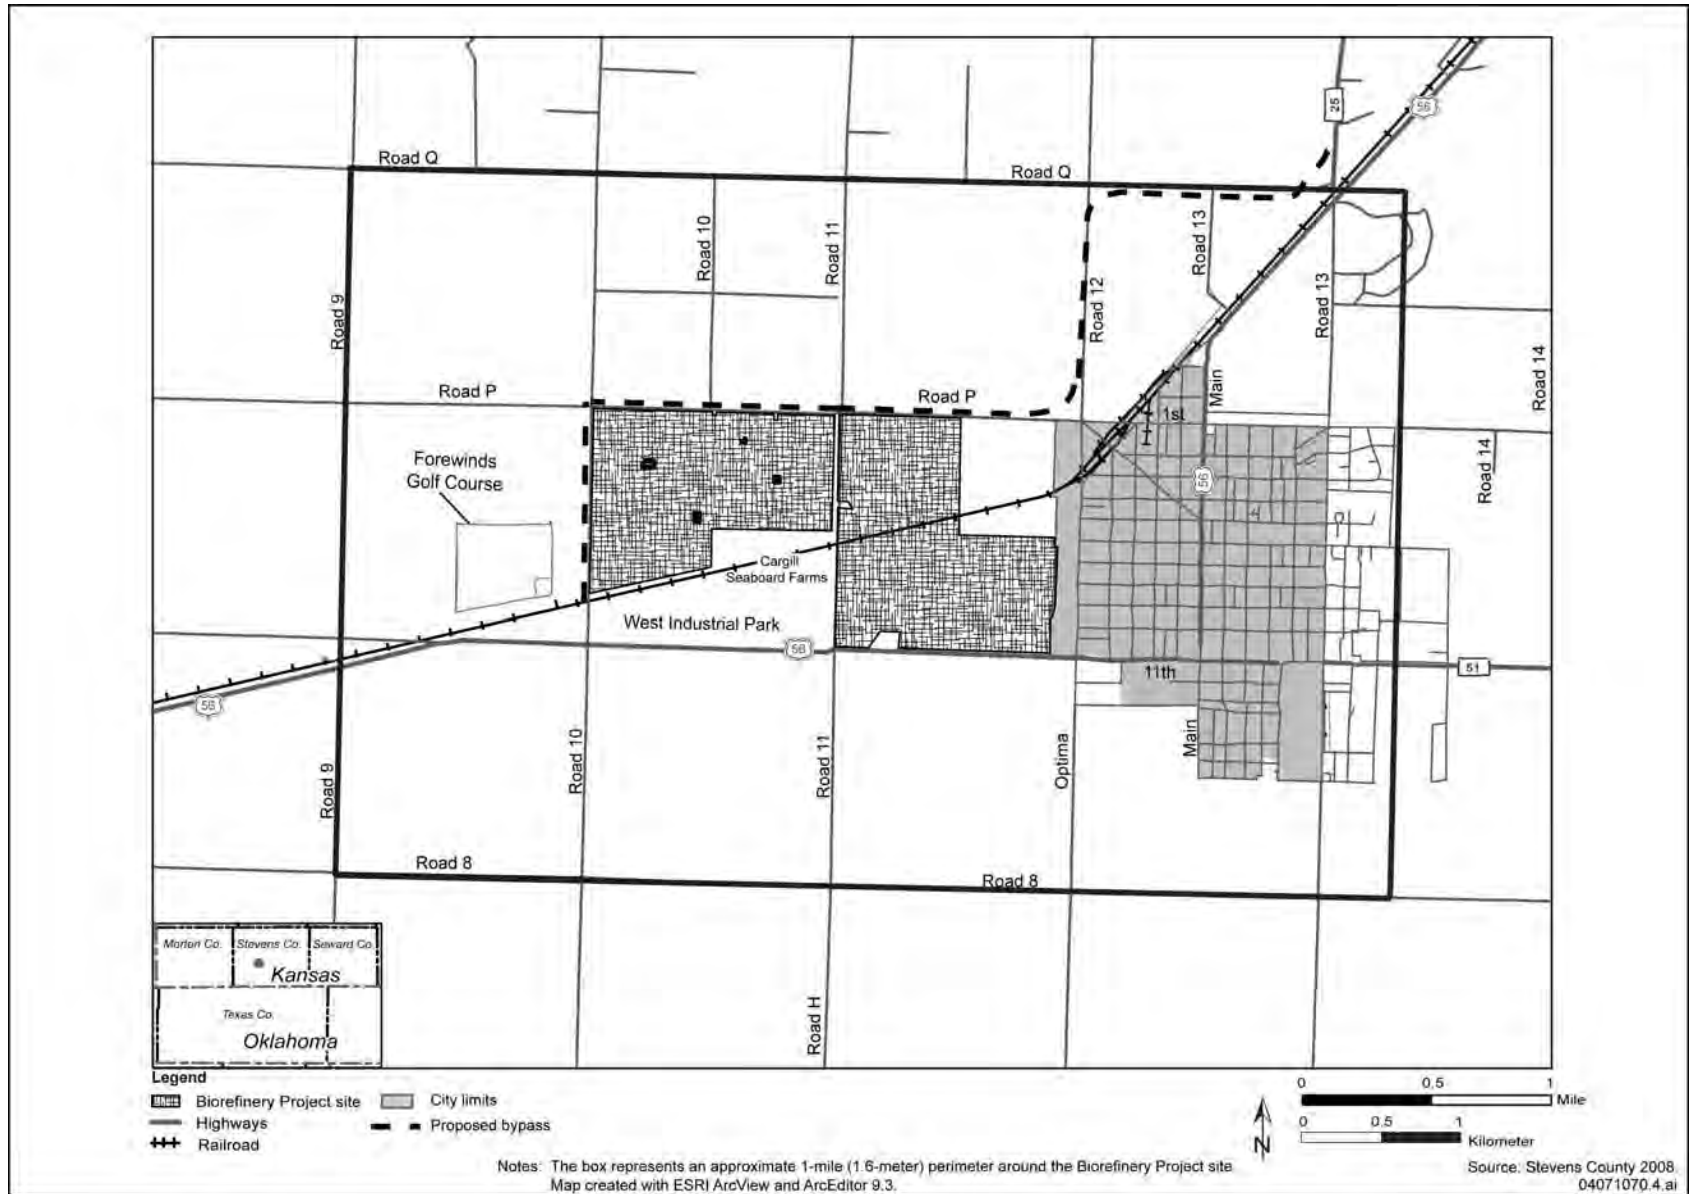 25
56
Road Q
Road Q
Road 10
Road 11
Road 13
Road 12
Road 9
Road 13
Road 14
Road P
Road P
Main
1st
Forewinds
Golf Course
Road 14
56
Cargill
Seaboard Farms
West Industrial Park
56
51
11th
56
Road 9
Road 10
Road 11
Optima
Main
Road 8
Road 8
Road H
Morton Co.
Stevens Co.
Seward Co.
Kansas
Texas Co.
Oklahoma
Legend
Biorefinery Project site
City limits
Highways
Proposed bypass
Railroad
N
0 0.5 1
Mile
0 0.5 1
Kilometer
Notes: The box represents an approximate 1-mile (1.6-meter) perimeter around the Biorefinery Project site
Map created with ESRI ArcView and ArcEditor 9.3.
Source: Stevens County 2008.
04071070.4.ai